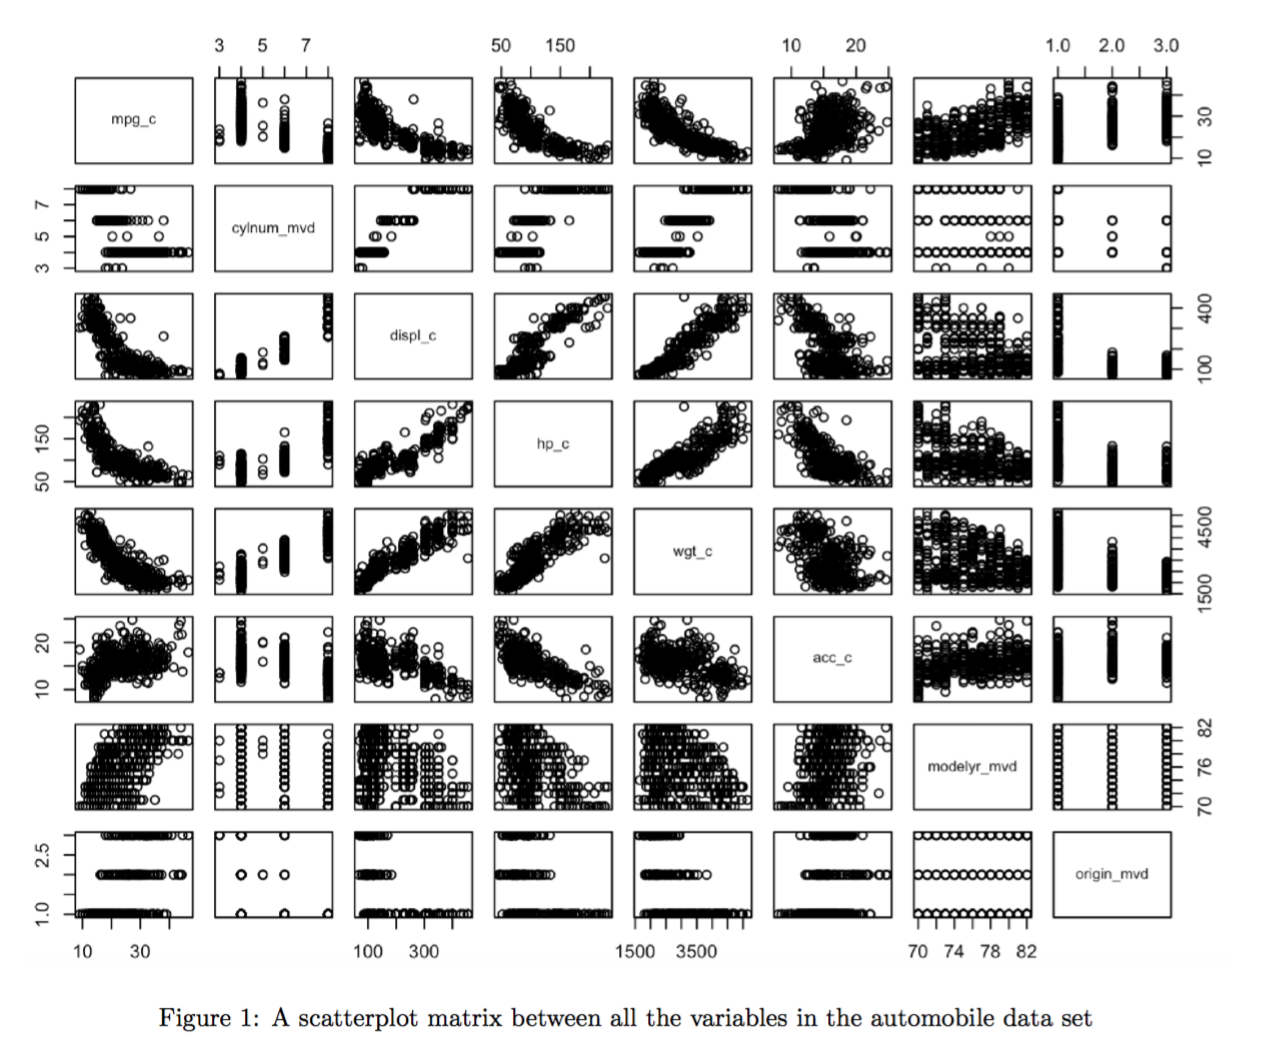 3 5 7 50 150 10 20 1.0 2.0 3.0
mpg_c 10 30
3 5 7 cylnum_mvd
displ_c 100 400
50 150 hp_c
wgt_c 1500 4500
10 20 acc_c
modelyr_mvd 70 76 82
1.0 2.5 origin_mvd
10 30 100 300 1500 3500 70 74 78 82
Figure 1: A scatterplot matrix between all the variables in the automobile data set